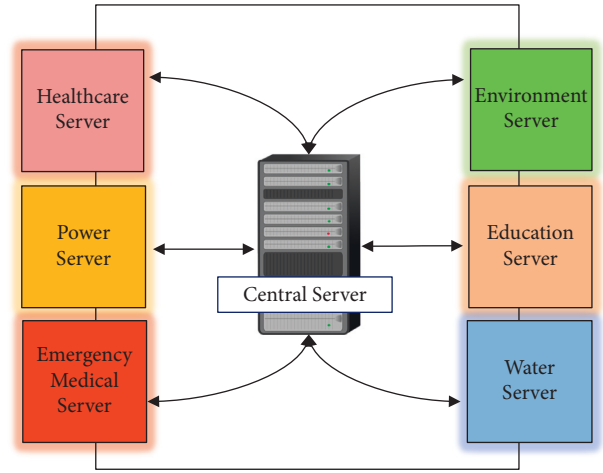 Healthcare
Server
Environment
Server
Power
Server
Education
Server
Central Server
Emergency
Medical
Server
Water
Server